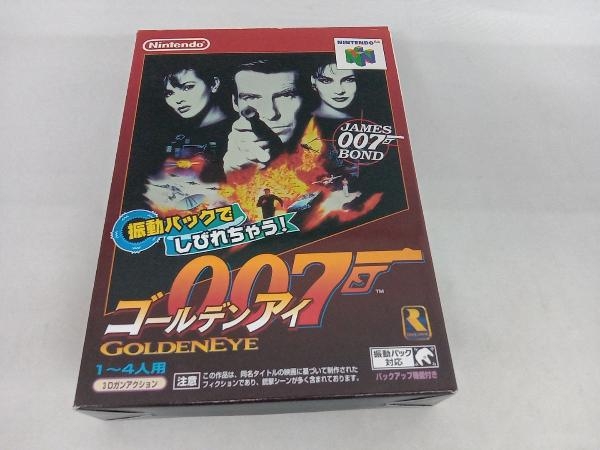 Nintendo
NINTENDO 64
JAMES
007
BOND
振動パックで
しびれちゃう!
007
TM
ゴールデンアイ
GOLDENEYE
1〜4人用
3Dガンアクション
注意
この作品は、同名タイトルの映画に基づいて制作された
フィクションであり、銃撃シーンが多く含まれております。
R
振動パック
対応
バックアップ機能付き